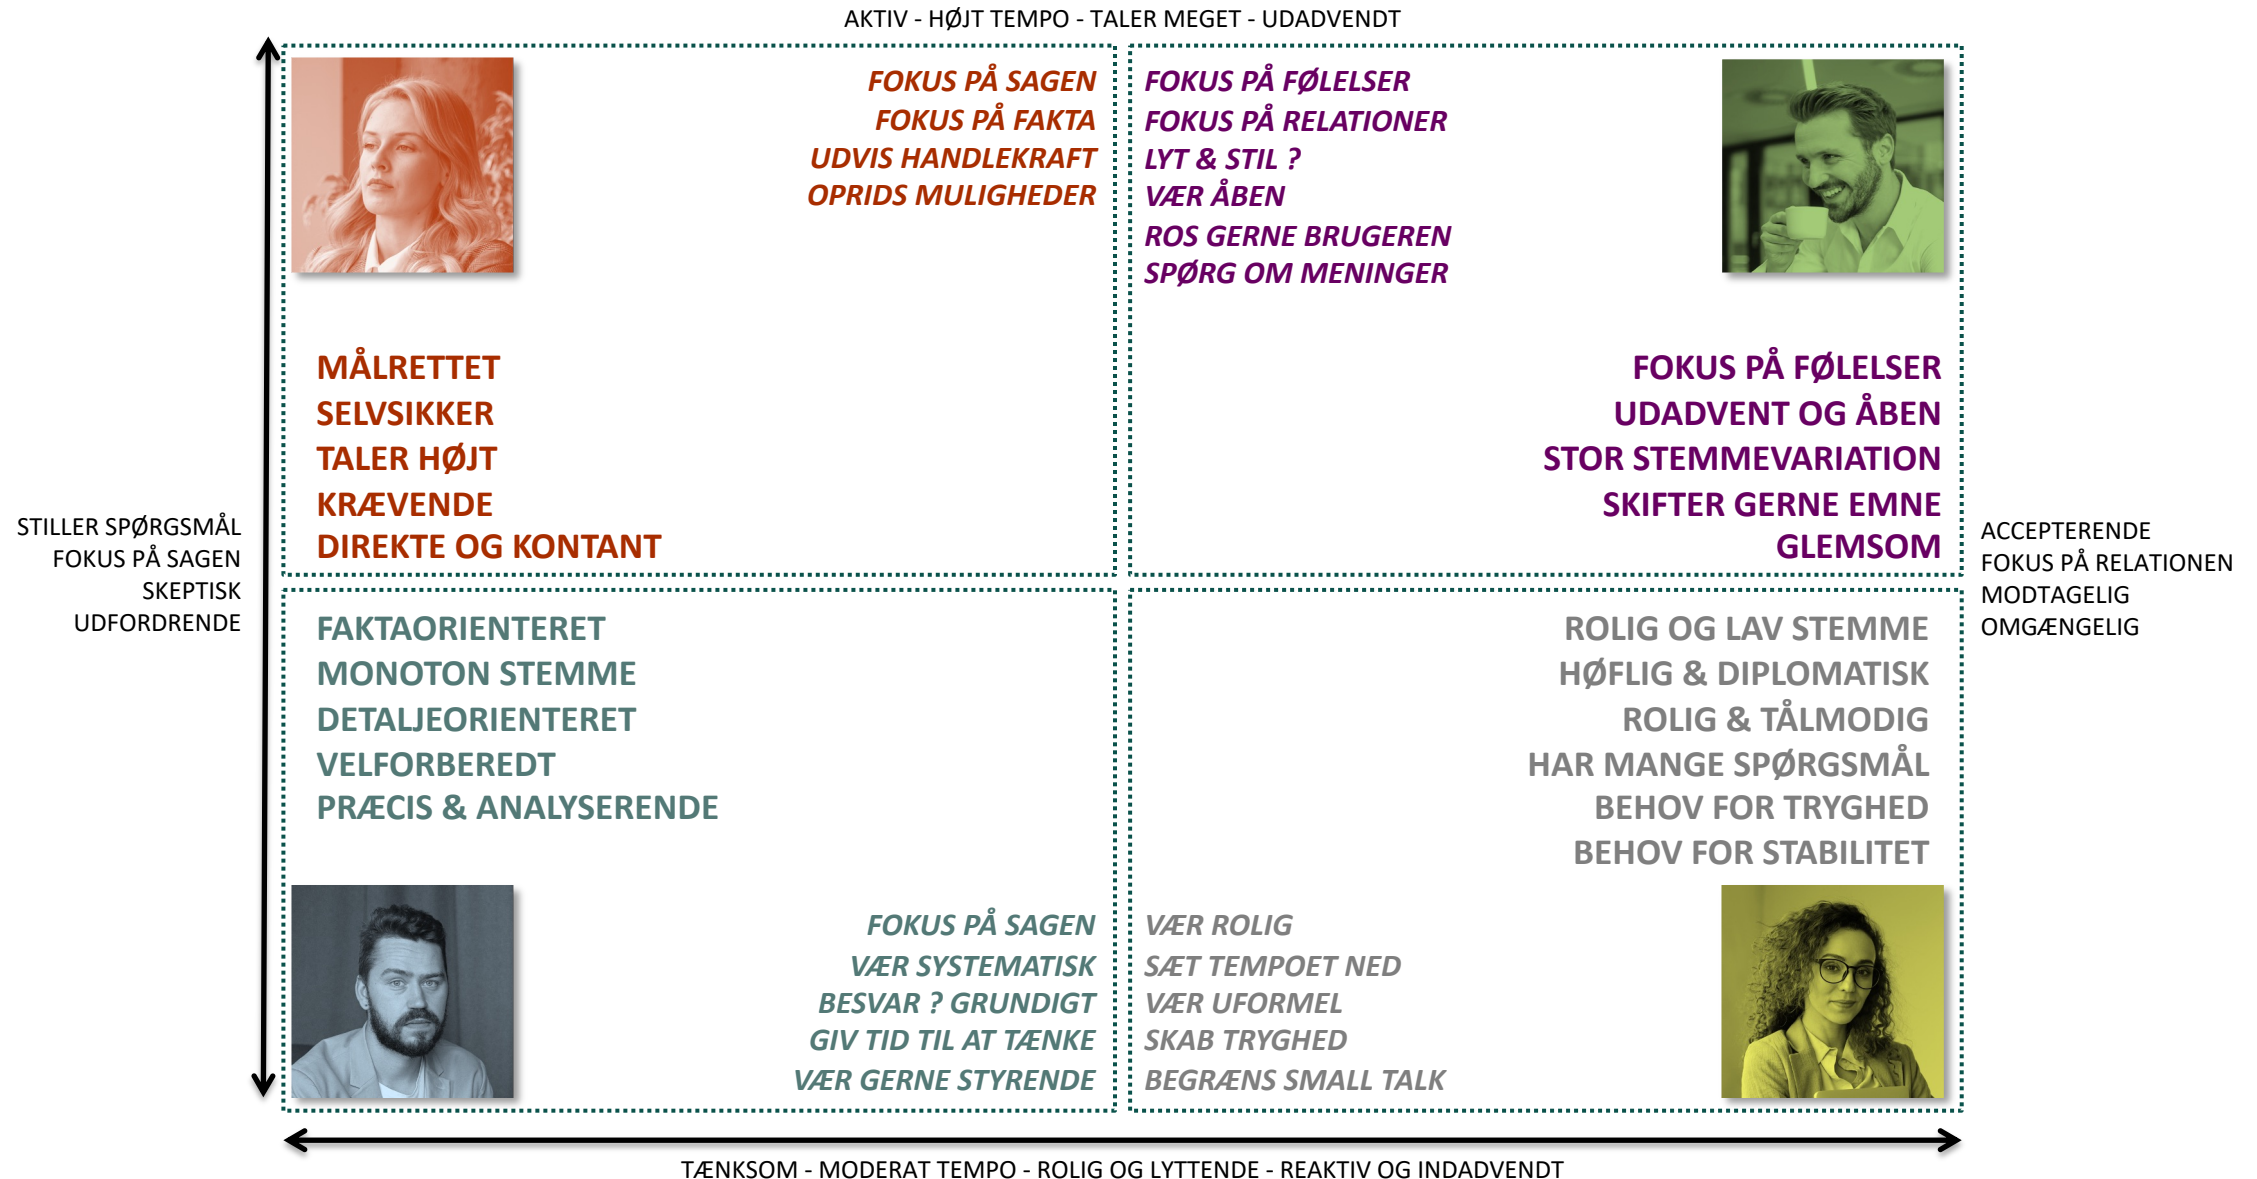 AKTIV - HØJT TEMPO - TALER MEGET - UDADVENDT
FOKUS PÅ SAGEN
FOKUS PÅ FAKTA
UDVIS HANDLEKRAFT
OPRIDS MULIGHEDER
MÅLRETTET
SELVSIKKER
TALER HØJT
KRÆVENDE
DIREKTE OG KONTANT
FOKUS PÅ FØLELSER
FOKUS PÅ RELATIONER
LYT & STIL ?
VÆR ÅBEN
ROS GERNE BRUGEREN
SPØRG OM MENINGER
FOKUS PÅ FØLELSER
UDADVENT OG ÅBEN
STOR STEMMEVARIATION
SKIFTER GERNE EMNE
GLEMSOM
STILLER SPØRGSMÅL
FOKUS PÅ SAGEN
SKEPTISK
UDFORDRENDE
ACCEPTERENDE
FOKUS PÅ RELATIONEN
MODTAGELIG
OMGÆNGELIG
FAKTAORIENTERET
MONOTON STEMME
DETALJEORIENTERET
VELFORBEREDT
PRÆCIS & ANALYSERENDE
FOKUS PÅ SAGEN
VÆR SYSTEMATISK
BESVAR ? GRUNDIGT
GIV TID TIL AT TÆNKE
VÆR GERNE STYRENDE
ROLIG OG LAV STEMME
HØFLIG & DIPLOMATISK
ROLIG & TÅLMODIG
HAR MANGE SPØRGSMÅL
BEHOV FOR TRYGHED
BEHOV FOR STABILITET
VÆR ROLIG
SÆT TEMPOET NED
VÆR UFORMEL
SKAB TRYGHED
BEGRÆNS SMALL TALK
TÆNKSOM - MODERAT TEMPO - ROLIG OG LYTTENDE - REAKTIV OG INDADVENDT